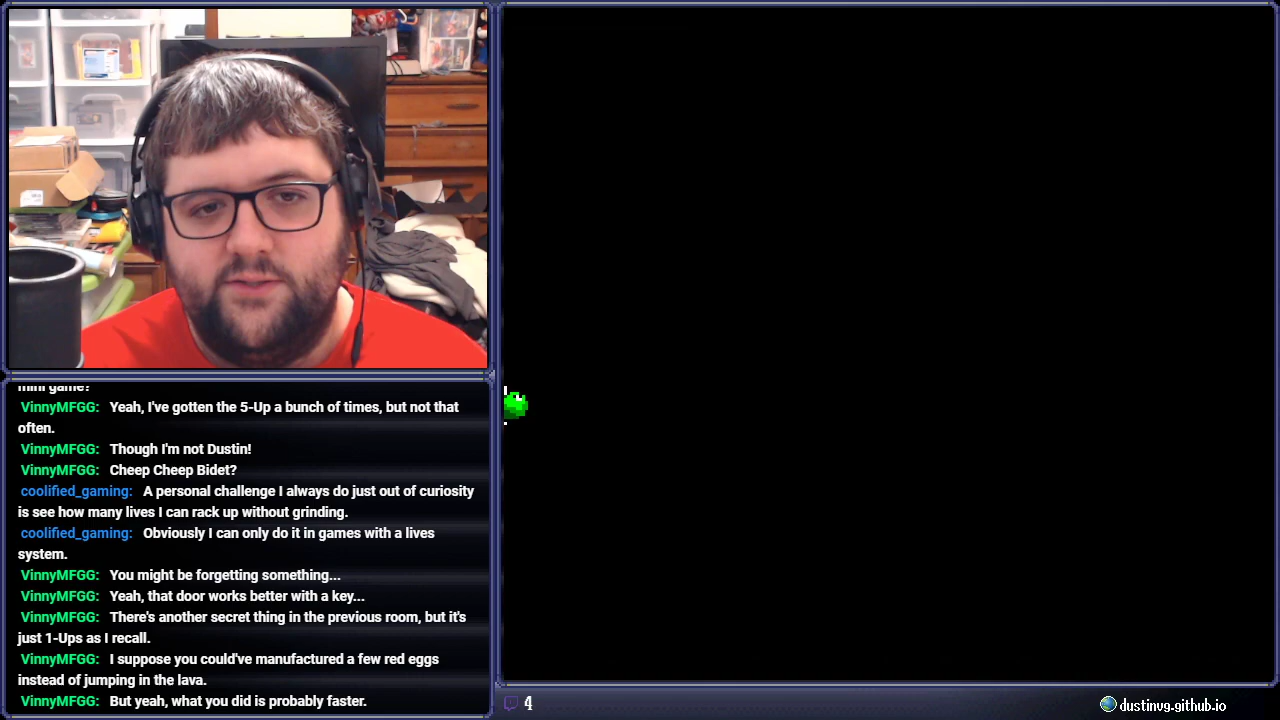 mini game?
VinnyMFGG: Yeah, I've gotten the 5-Up a bunch of times, but not that
often.
VinnyMFGG: Though I'm not Dustin!
VinnyMFGG: Cheep Cheep Bidet?
coolified_gaming: A personal challenge I always do just out of curiosity
is see how many lives I can rack up without grinding.
coolified_gaming: Obviously I can only do it in games with a lives
system.
VinnyMFGG: You might be forgetting something...
VinnyMFGG: Yeah, that door works better with a key...
VinnyMFGG: There's another secret thing in the previous room, but it's
just 1-Ups as I recall.
VinnyMFGG: I suppose you could've manufactured a few red eggs
instead of jumping in the lava.
VinnyMFGG: But yeah, what you did is probably faster.
4
dustinvg.github.io